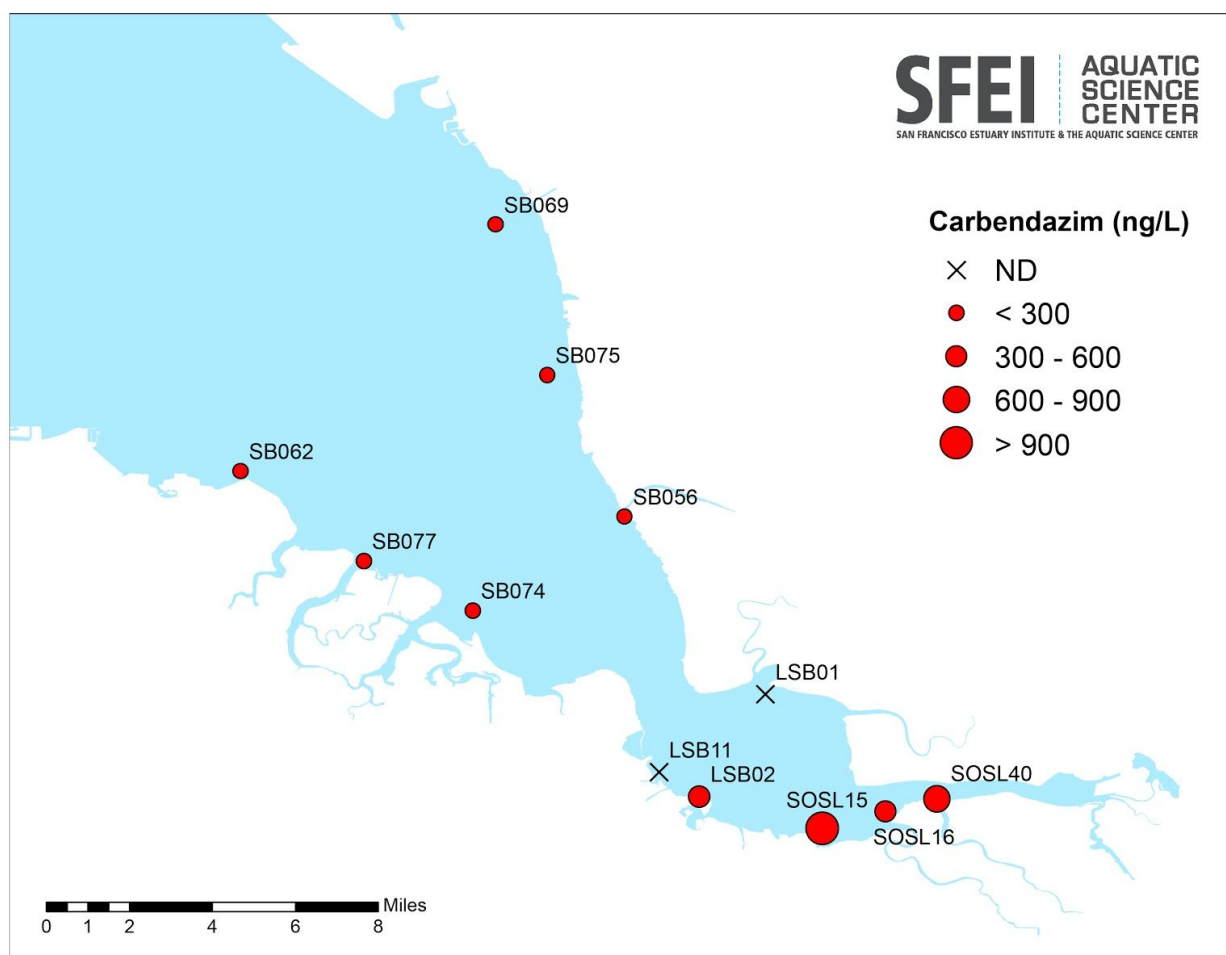 SFEI
AQUATIC
SCIENCE
CENTER
SAN FRANCISCO ESTUARY INSTITUTE & THE AQUATIC SCIENCE CENTER
SB069
Carbendazim (ng/L)
ND
< 300
300 - 600
600 - 900
> 900
SB075
SB062
SB056
SB077
SB074
LSB01
LSB11
LSB02
SOSL40
SOSL15
SOSL16
Miles
0 1 2 4 6 8